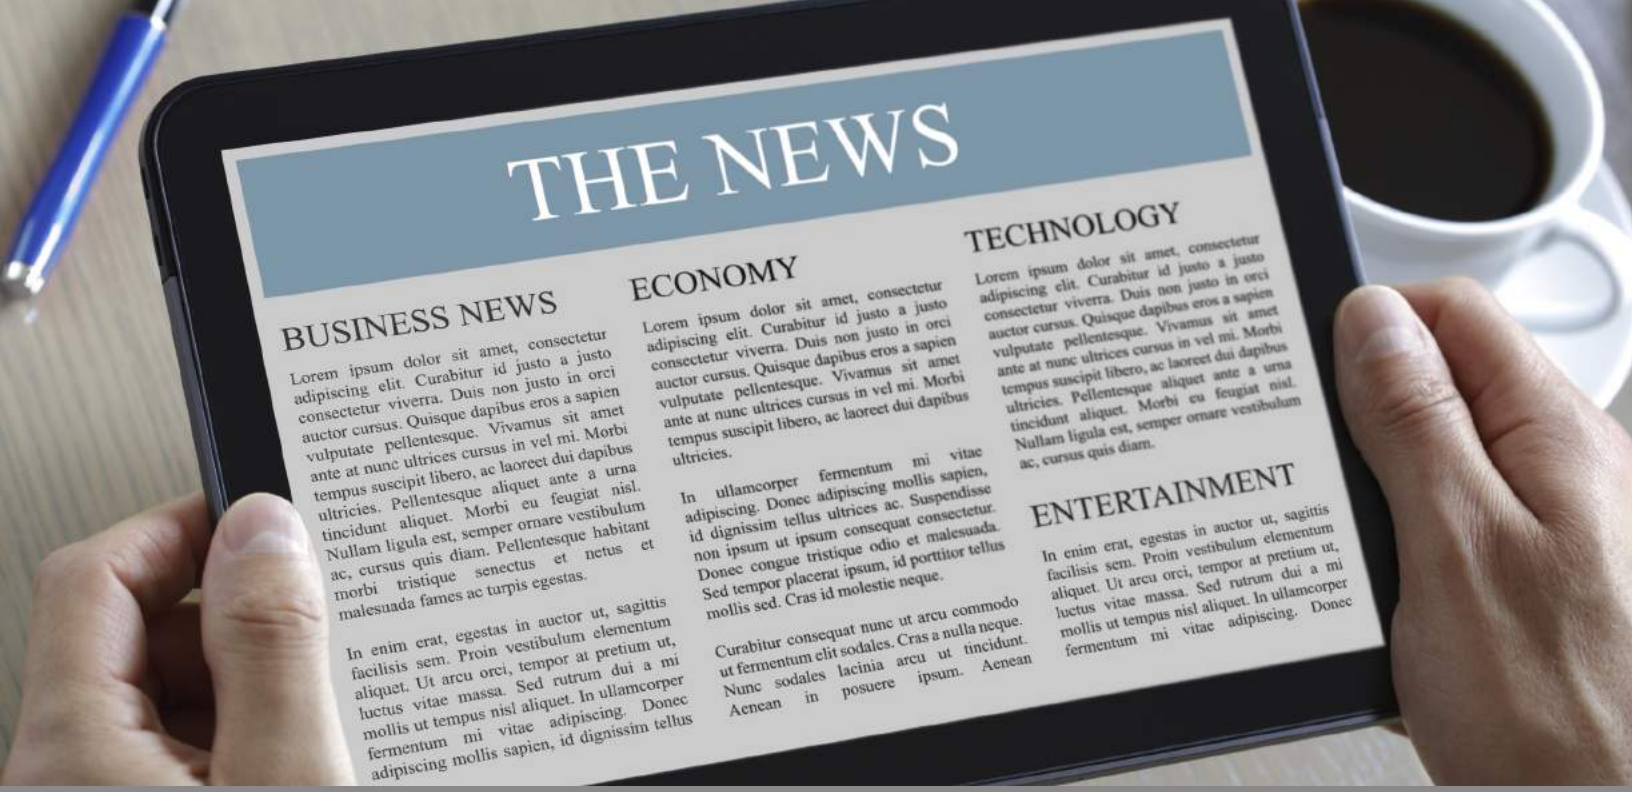 THE NEWS
BUSINESS NEWS
Lorem ipsum dolor sit amet, consectetur
adipiscing elit. Curabitur id justo a justo
consectetur viverra. Duis non justo in orci
auctor cursus. Quisque dapibus eros a sapien
vulputate pellentesque. Vivamus sit amet
ante at nunc ultrices cursus in vel mi. Morbi
tempus suscipit libero, ac laoreet dui dapibus
ultricies. Pellentesque aliquet ante a urna
tincidunt aliquet. Morbi eu feugiat nisl.
Nullam ligula est, semper ornare vestibulum
ac, cursus quis diam. Pellentesque habitant
morbi tristique senectus et netus et
malesuada fames ac turpis egestas.
In enim erat, egestas in auctor ut, sagittis
facilisis sem. Proin vestibulum elementum
aliquet. Ut arcu orci, tempor at pretium ut,
luctus vitae massa. Sed rutrum dui a mi
mollis ut tempus nisl aliquet. In ullamcorper
fermentum mi vitae adipiscing. Donec
adipiscing mollis sapien, id dignissim tellus
ECONOMY
Lorem ipsum dolor sit amet, consectetur
adipiscing elit. Curabitur id justo a justo
consectetur viverra. Duis non justo in orci
auctor cursus. Quisque dapibus eros a sapien
vulputate pellentesque. Vivamus sit amet
ante at nunc ultrices cursus in vel mi. Morbi
tempus suscipit libero, ac laoreet dui dapibus
ultricies.
In ullamcorper fermentum mi vitae
adipiscing. Donec adipiscing mollis sapien,
id dignissim tellus ultrices ac. Suspendisse
non ipsum ut ipsum consequat consectetur.
Donec congue tristique odio et malesuada.
Sed tempor placerat ipsum, id porttitor tellus
mollis sed. Cras id molestie neque.
Curabitur consequat nunc ut arcu commodo
ut fermentum elit sodales. Cras a nulla neque.
Nunc sodales lacinia arcu ut tincidunt.
Aenean in posuere ipsum. Aenean
TECHNOLOGY
Lorem ipsum dolor sit amet, consectetur
adipiscing elit. Curabitur id justo a justo
consectetur viverra. Duis non justo in orci
auctor cursus. Quisque dapibus eros a sapien
vulputate pellentesque. Vivamus sit amet
ante at nunc ultrices cursus in vel mi. Morbi
tempus suscipit libero, ac laoreet dui dapibus
ultricies. Pellentesque aliquet ante a urna
tincidunt aliquet. Morbi eu feugiat nisl.
Nullam ligula est, semper ornare vestibulum
ac, cursus quis diam.
ENTERTAINMENT
In enim erat, egestas in auctor ut, sagittis
facilisis sem. Proin vestibulum elementum
aliquet. Ut arcu orci, tempor at pretium ut,
luctus vitae massa. Sed rutrum dui a mi
mollis ut tempus nisl aliquet. In ullamcorper
fermentum mi vitae adipiscing. Donec